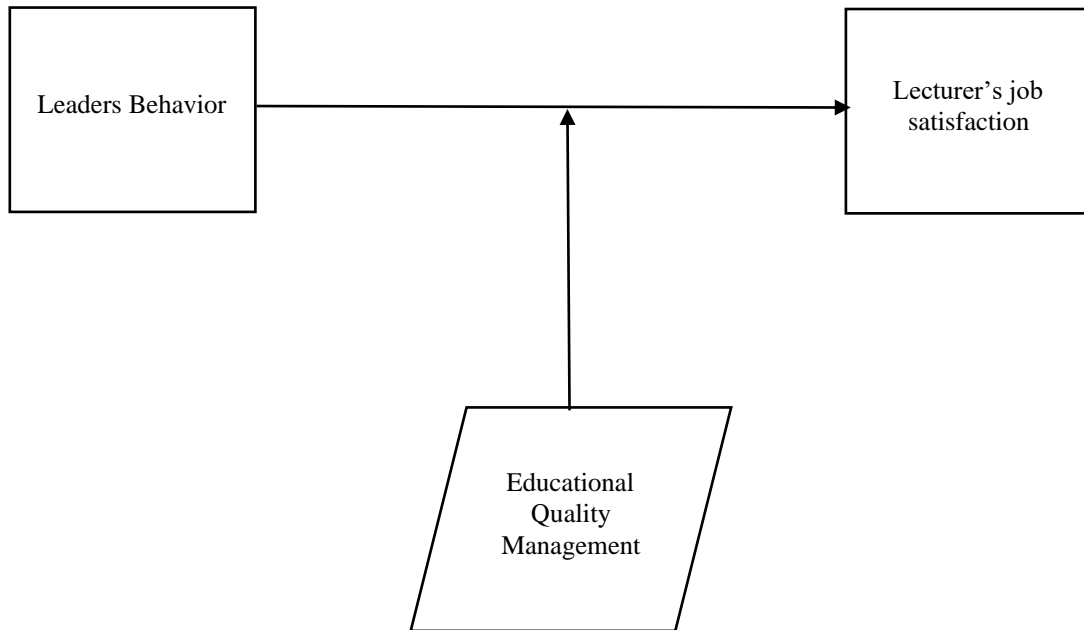 Leaders Behavior
Lecturer’s job
satisfaction
Educational
Quality
Management